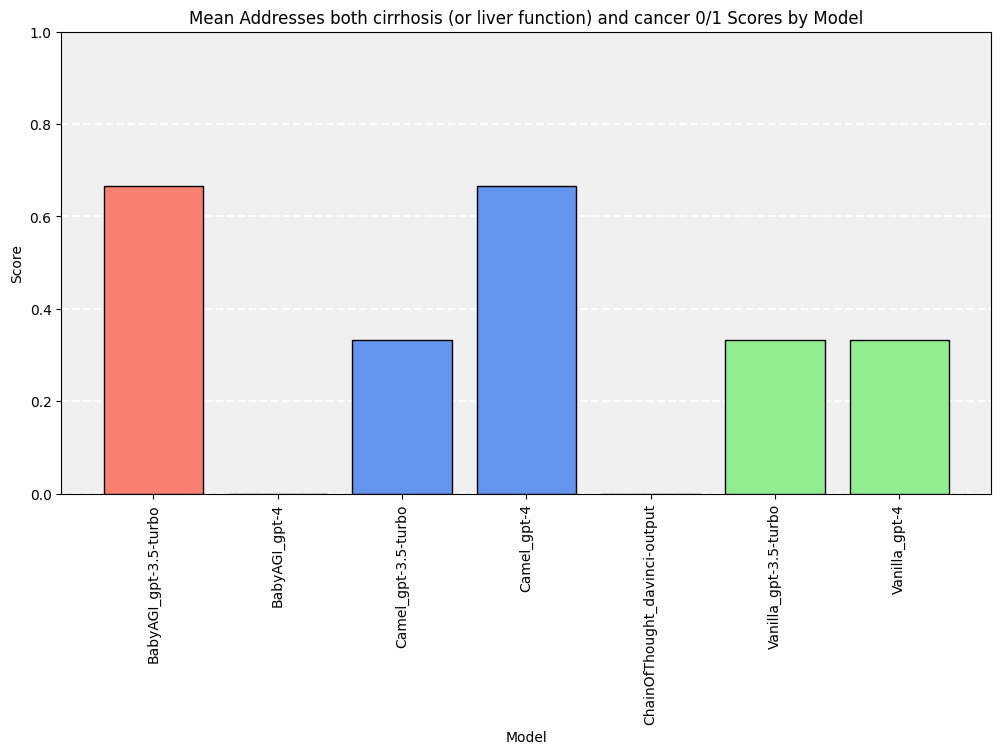 Mean Addresses both cirrhosis (or liver function) and cancer 0/1 Scores by Model
1.0
0.8
0.6
0.4
0.2
0.0
Score
BabyAGI_gpt-3.5-turbo
BabyAGI_gpt-4
Camel_gpt-3.5-turbo
Camel_gpt-4
ChainOfThought_davinci-output
Vanilla_gpt-3.5-turbo
Vanilla_gpt-4
Model